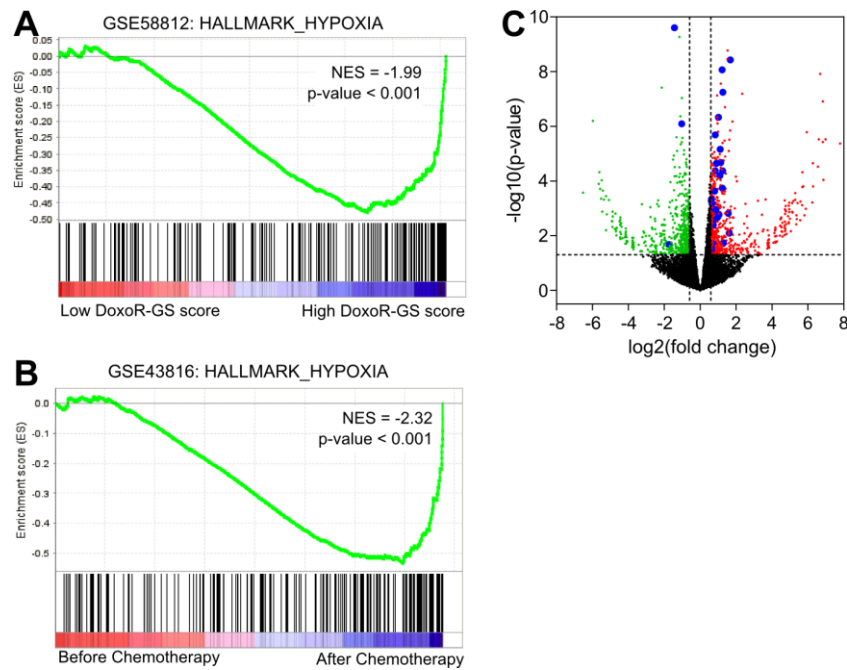 A
GSE58812: HALLMARK_HYPOXIA
Enrichment score (ES)
0.05
0.00
-0.05
-0.10
-0.15
-0.20
-0.25
-0.30
-0.35
-0.40
-0.45
-0.50
NES = -1.99
p-value < 0.001
Low DoxoR-GS score
High DoxoR-GS score
B
GSE43816: HALLMARK_HYPOXIA
Enrichment score (ES)
0.0
-0.1
-0.2
-0.3
-0.4
-0.5
NES = -2.32
p-value < 0.001
Before Chemotherapy
After Chemotherapy
C
-log10(p-value)
10
8
6
4
2
0
-8
-6
-4
-2
0
2
4
6
8
log2(fold change)